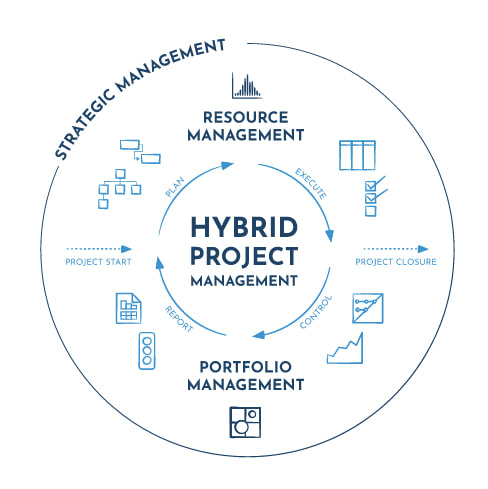 STRATEGIC MANAGEMENT
RESOURCE
MANAGEMENT
PLAN
EXECUTE
HYBRID
PROJECT
MANAGEMENT
PROJECT START
PROJECT CLOSURE
REPORT
CONTROL
PORTFOLIO
MANAGEMENT